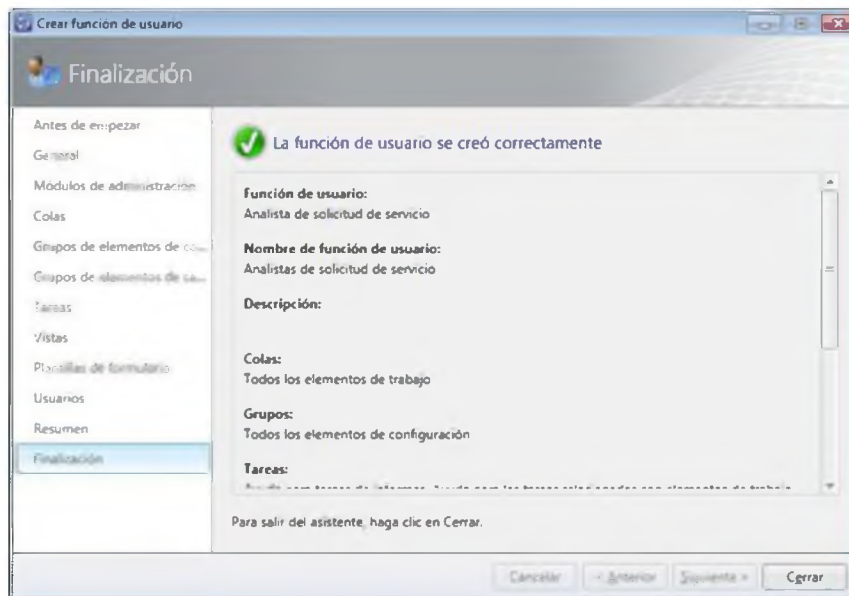 Crear función de usuario
Finalización
Antes de empezar
General
Módulos de administración
Colas
Grupos de elementos de co...
Grupos de elementos de ca...
Tareas
Vistas
Plantillas de formulario
Usuarios
Resumen
Finalización
La función de usuario se creó correctamente
Función de usuario:
Analista de solicitud de servicio
Nombre de función de usuario:
Analistas de solicitud de servicio
Descripción:
Colas:
Todos los elementos de trabajo
Grupos:
Todos los elementos de configuración
Tareas:
Para salir del asistente, haga clic en Cerrar.
Cancelar
< Anterior
Siguiente >
Cerrar